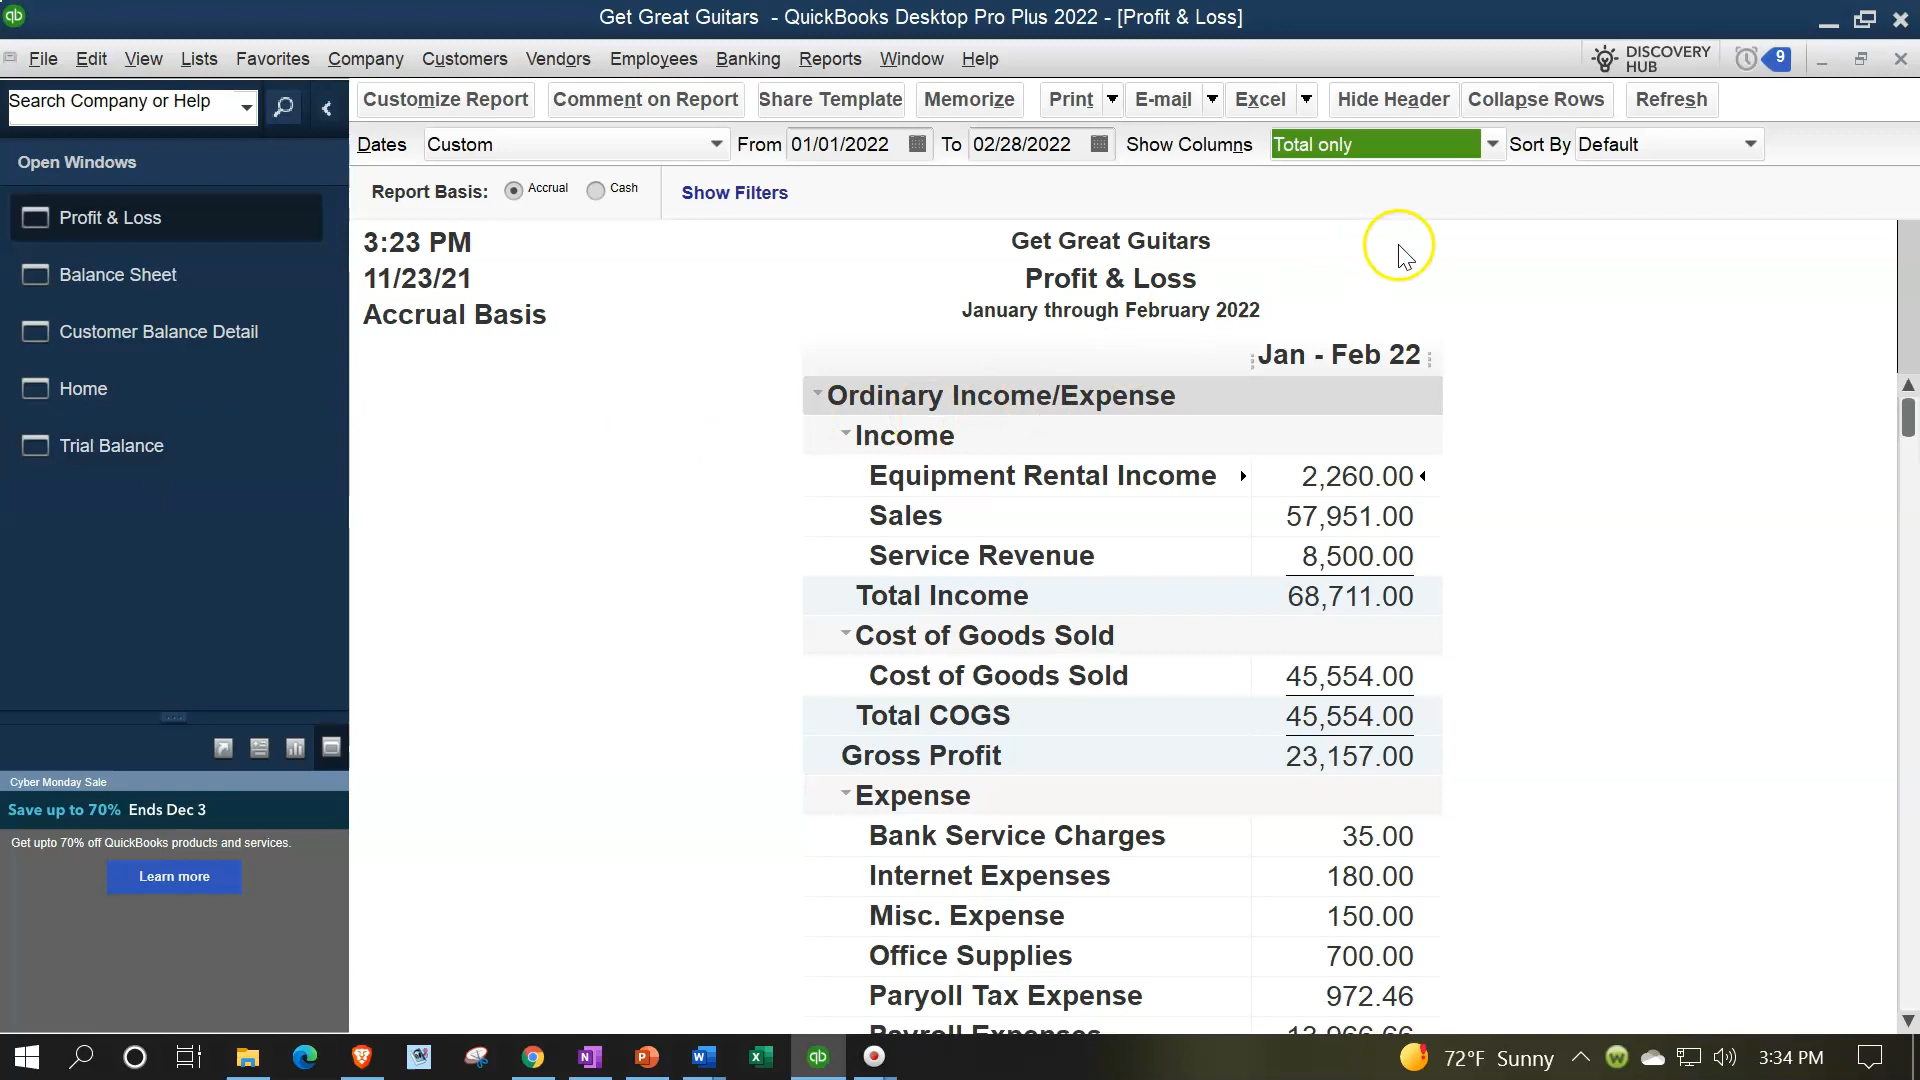 Get Great Guitars - QuickBooks Desktop Pro Plus 2022 - [Profit & Loss]
File Edit View Lists Favorites Company Customers Vendors Employees Banking Reports Window Help
DISCOVERY HUB 9
Search Company or Help
Customize Report Comment on Report Share Template Memorize Print E-mail Excel Hide Header Collapse Rows Refresh
Dates Custom From 01/01/2022 To 02/28/2022 Show Columns Total only Sort By Default
Open Windows
Report Basis: Accrual Cash Show Filters
Profit & Loss
Balance Sheet
Customer Balance Detail
Home
Trial Balance
3:23 PM
11/23/21
Accrual Basis
Get Great Guitars
Profit & Loss
January through February 2022
Jan - Feb 22
Ordinary Income/Expense
Income
Equipment Rental Income 2,260.00
Sales 57,951.00
Service Revenue 8,500.00
Total Income 68,711.00
Cost of Goods Sold
Cost of Goods Sold 45,554.00
Total COGS 45,554.00
Gross Profit 23,157.00
Expense
Bank Service Charges 35.00
Internet Expenses 180.00
Misc. Expense 150.00
Office Supplies 700.00
Paryoll Tax Expense 972.46
Payroll Expenses 13,966.66
Cyber Monday Sale
Save up to 70% Ends Dec 3
Get upto 70% off QuickBooks products and services.
Learn more
72°F Sunny 3:34 PM